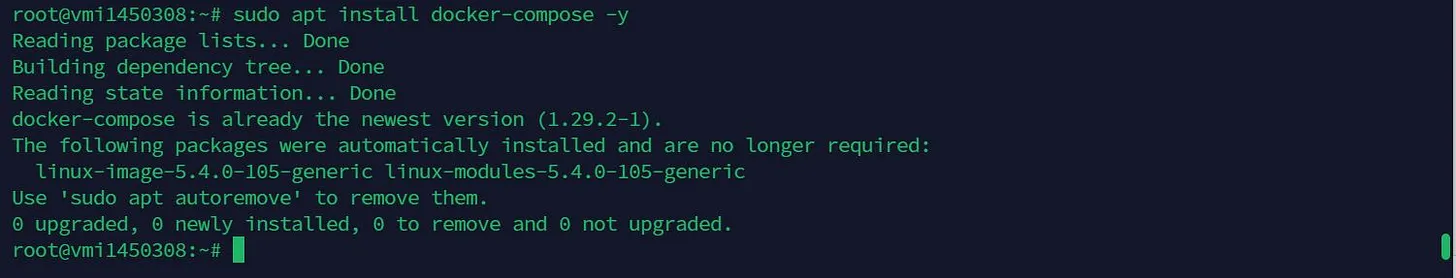 root@vmi1450308:~# sudo apt install docker-compose -y
Reading package lists... Done
Building dependency tree... Done
Reading state information... Done
docker-compose is already the newest version (1.29.2-1).
The following packages were automatically installed and are no longer required:
  linux-image-5.4.0-105-generic linux-modules-5.4.0-105-generic
Use 'sudo apt autoremove' to remove them.
0 upgraded, 0 newly installed, 0 to remove and 0 not upgraded.
root@vmi1450308:~#